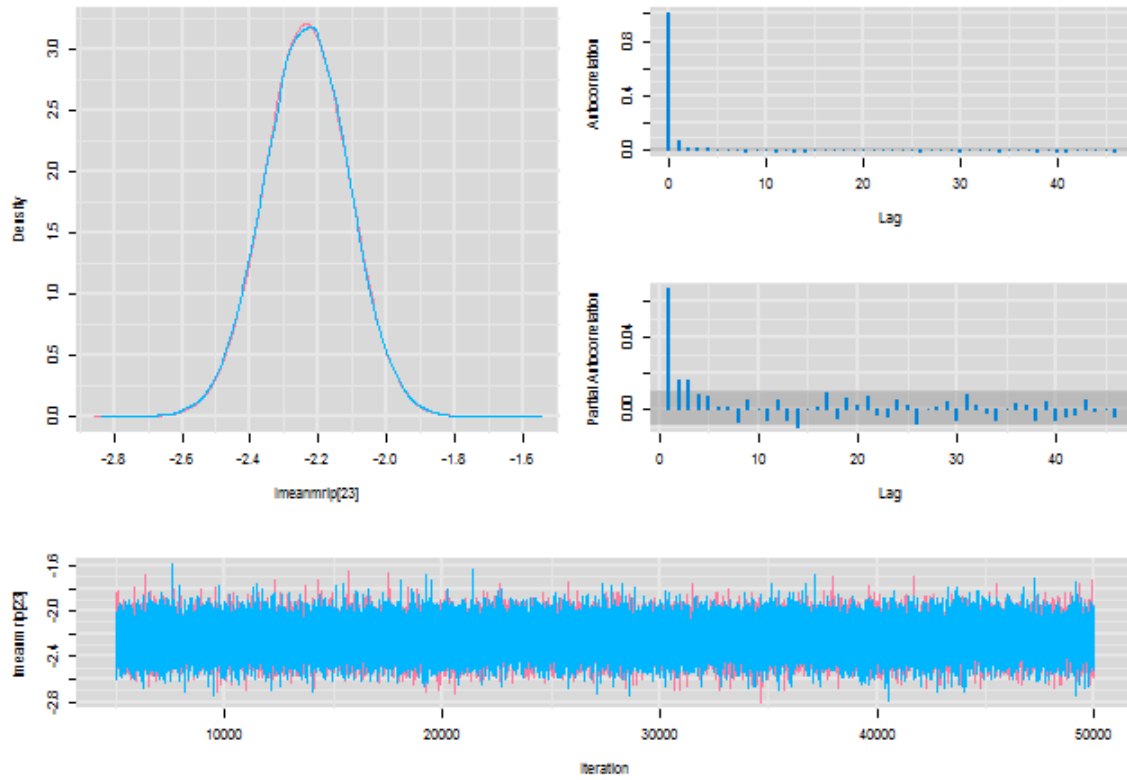 Density
0.0 0.5 1.0 1.5 2.0 2.5 3.0
-2.8 -2.6 -2.4 -2.2 -2.0 -1.8 -1.6
lmeanmrip[23]
Autocorrelation
0.0 0.4 0.8
0 10 20 30 40
Lag
Partial Autocorrelation
0.00 0.04
0 10 20 30 40
Lag
lmeanmrip[23]
-2.8 -2.4 -2.0 -1.6
10000 20000 30000 40000 50000
Iteration